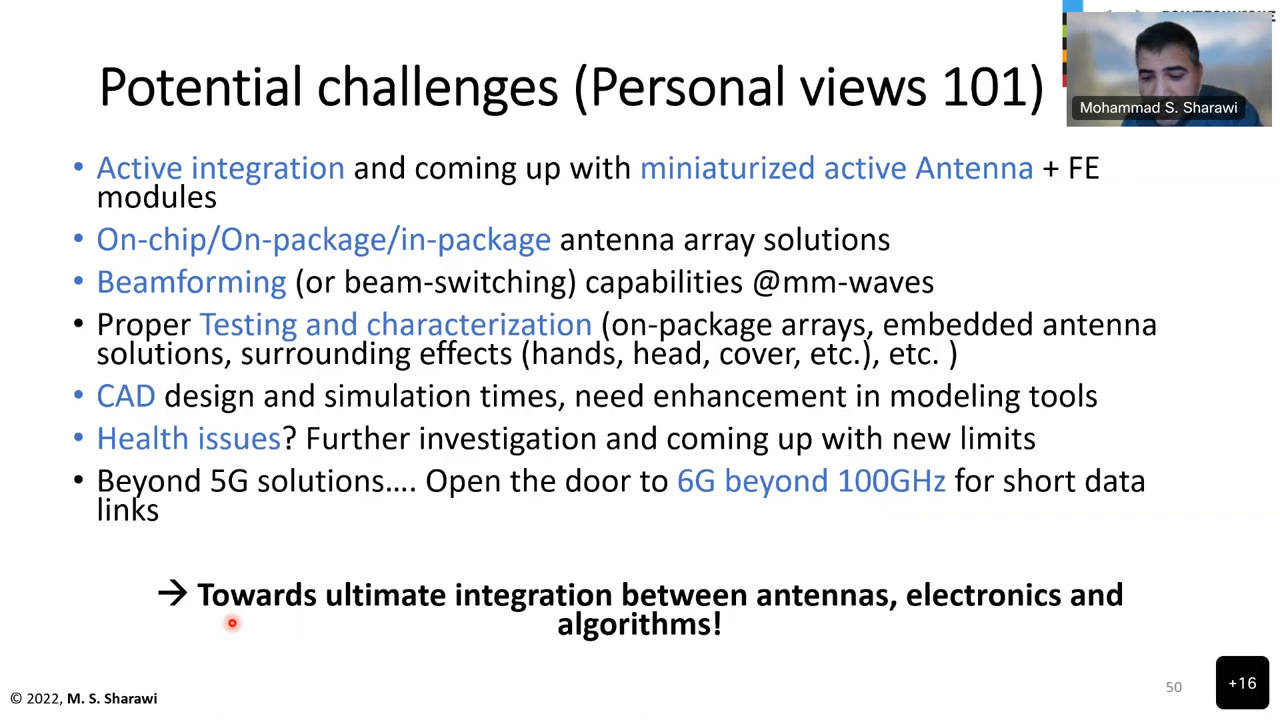 Potential challenges (Personal views 101)
Mohammad S. Sharawi
• Active integration and coming up with miniaturized active Antenna + FE
modules
• On-chip/On-package/in-package antenna array solutions
• Beamforming (or beam-switching) capabilities @mm-waves
• Proper Testing and characterization (on-package arrays, embedded antenna
solutions, surrounding effects (hands, head, cover, etc.), etc. )
• CAD design and simulation times, need enhancement in modeling tools
• Health issues? Further investigation and coming up with new limits
• Beyond 5G solutions…. Open the door to 6G beyond 100GHz for short data
links
→ Towards ultimate integration between antennas, electronics and
algorithms!
© 2022, M. S. Sharawi
50
+16